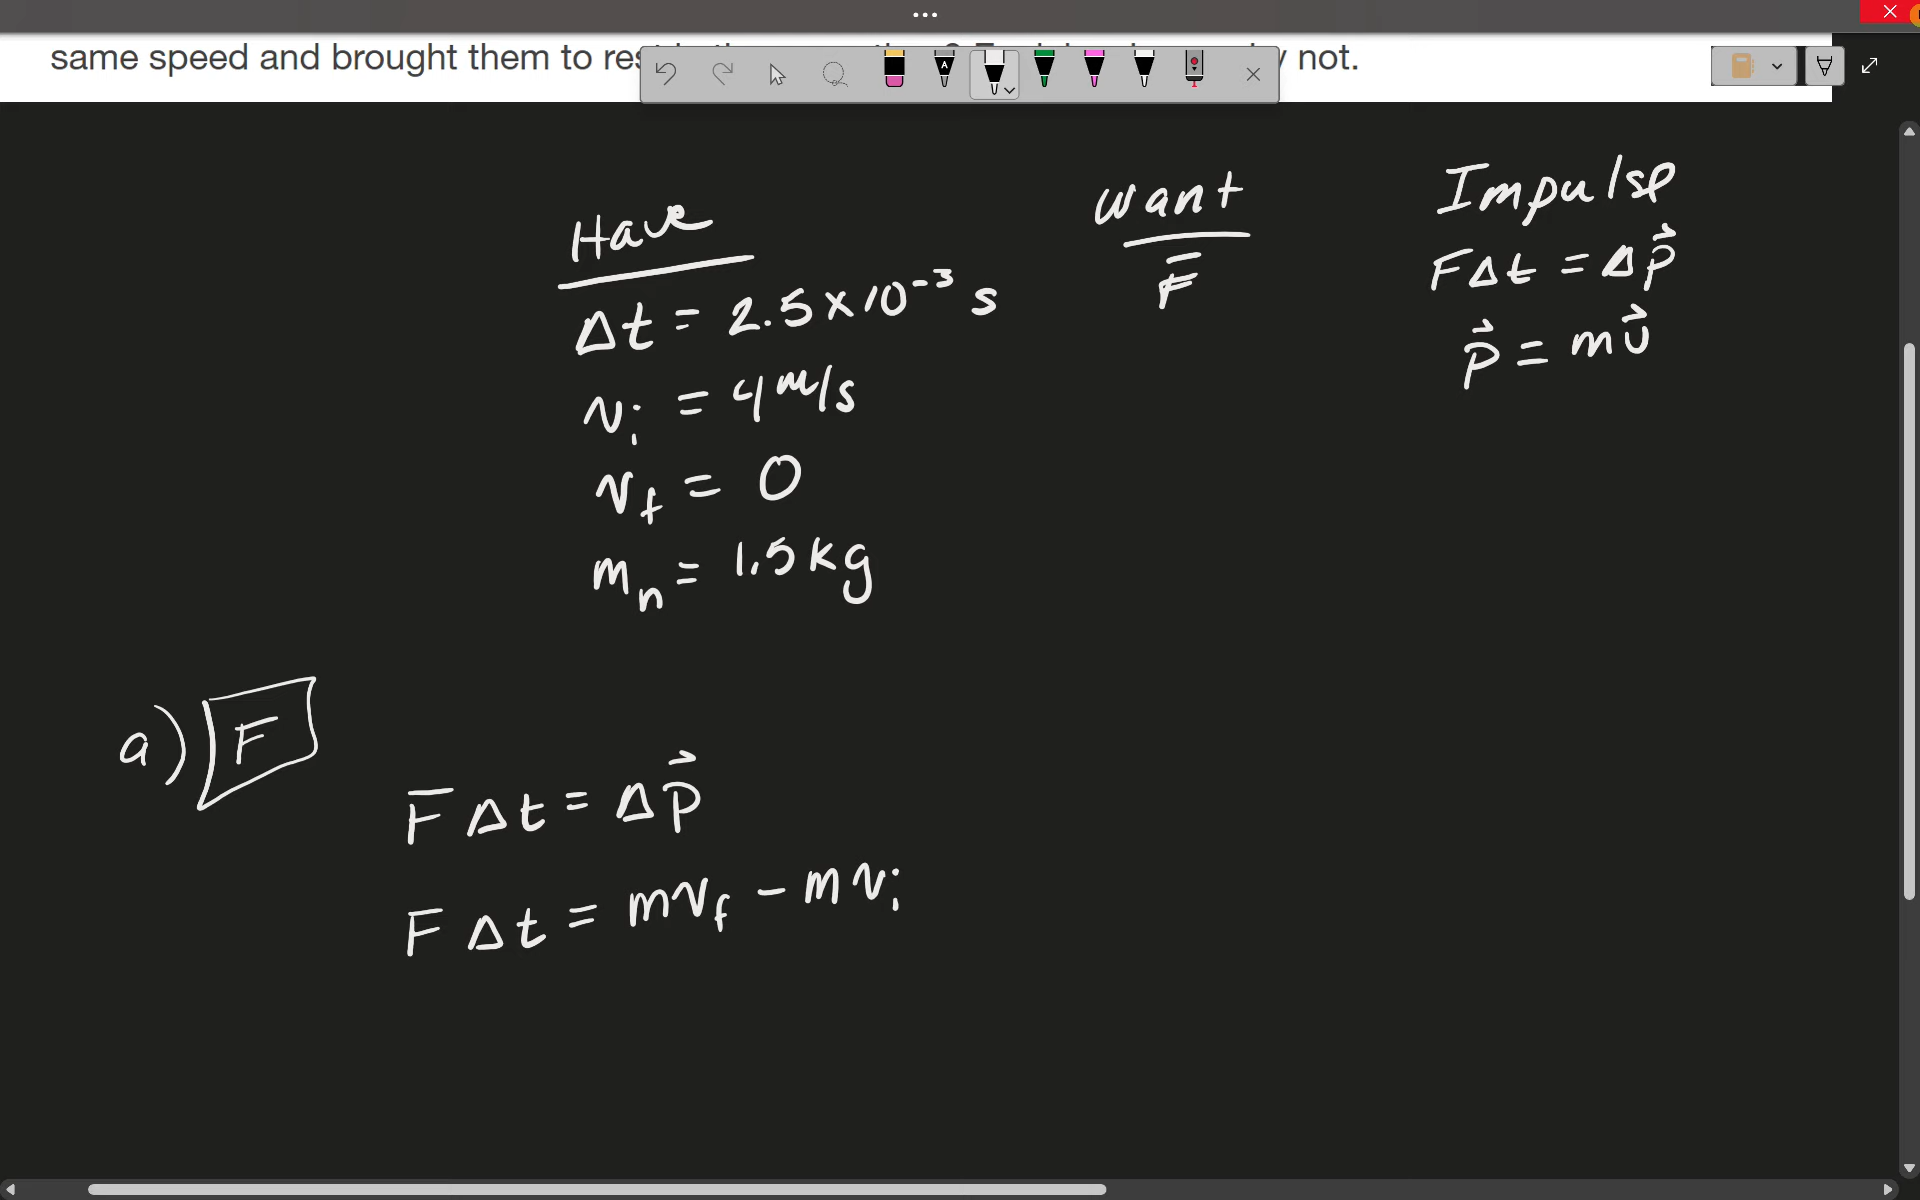 same speed and brought them to res
y not.
Have
Δt = 2.5 x 10⁻³ s
vᵢ = 4 m/s
v_f = 0
mₙ = 1.5 kg
Want
F̅
Impulse
FΔt = Δp⃗
p⃗ = mv⃗
a) F
FΔt = Δp⃗
FΔt = mv_f - mvᵢ